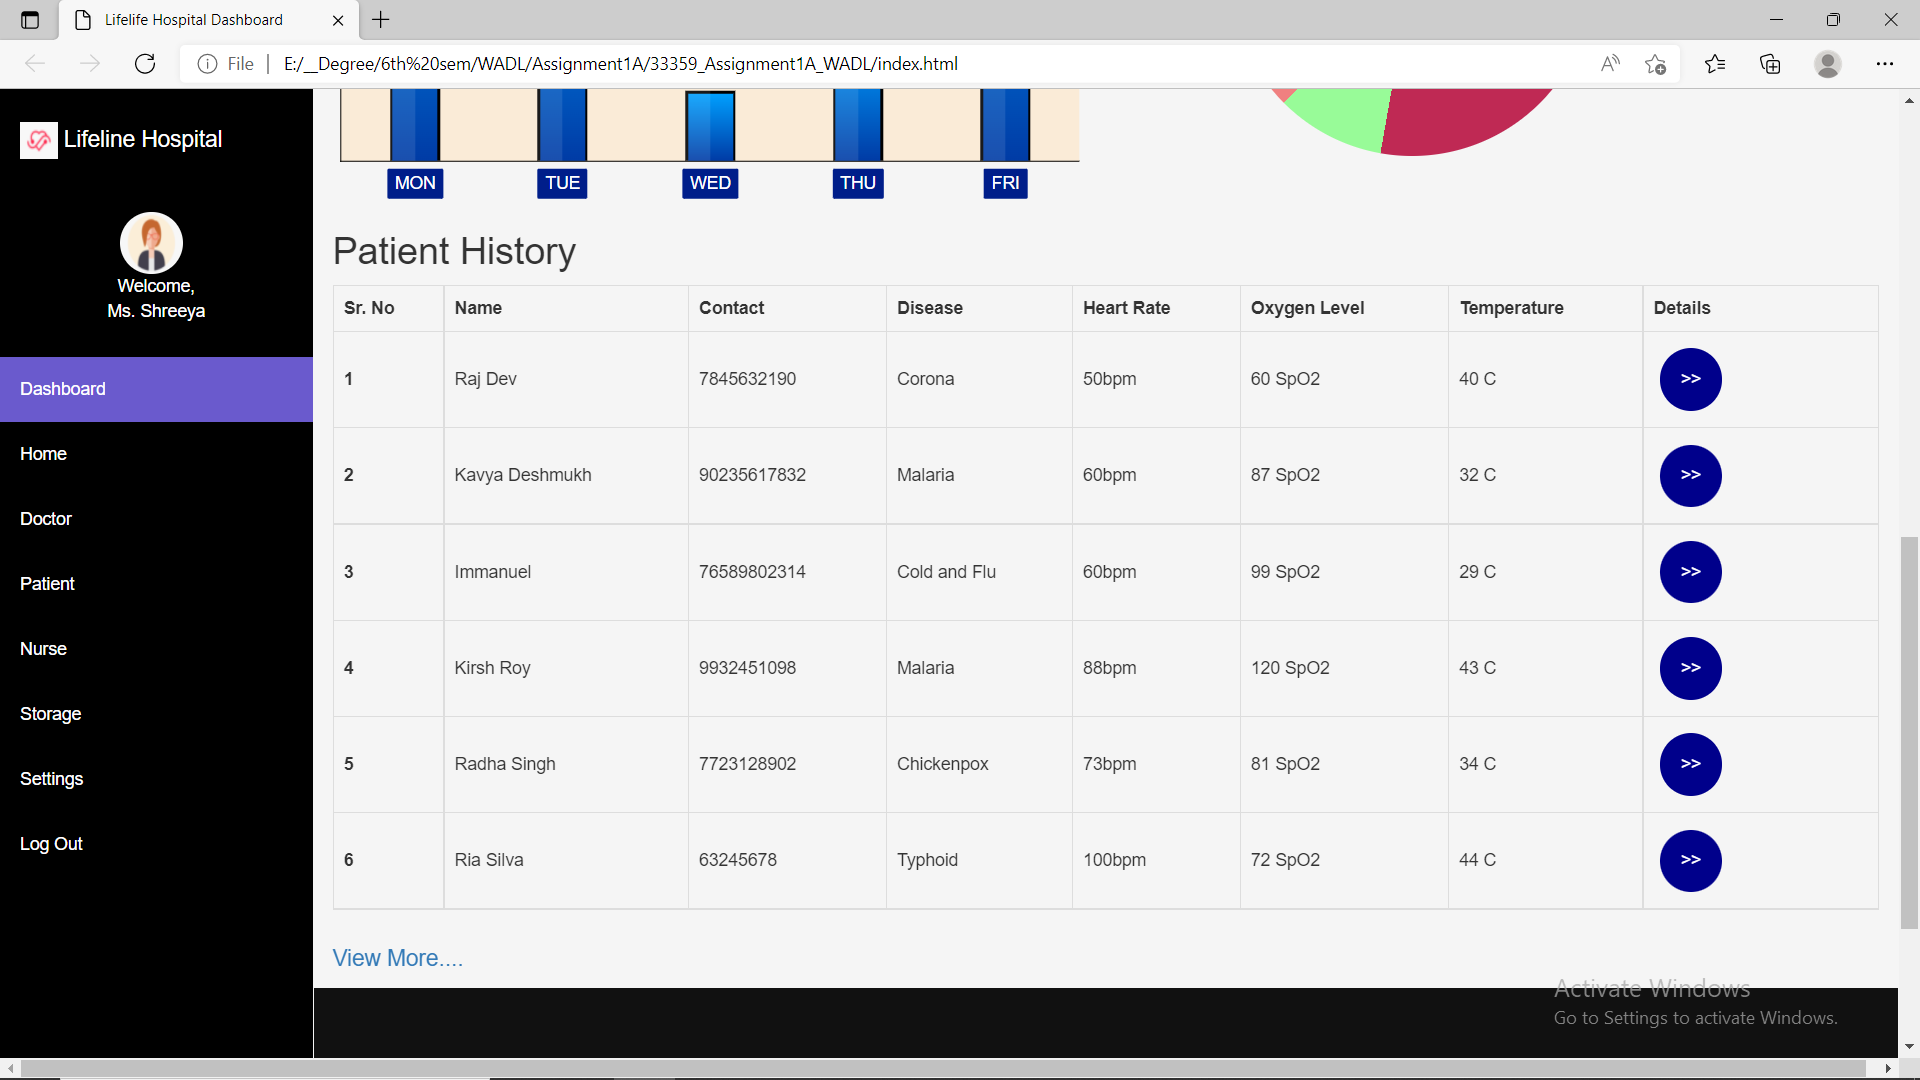 Lifelife Hospital Dashboard
File
E:/__Degree/6th%20sem/WADL/Assignment1A/33359_Assignment1A_WADL/index.html
Lifeline Hospital
Welcome,
Ms. Shreeya
Dashboard
Home
Doctor
Patient
Nurse
Storage
Settings
Log Out
MON TUE WED THU FRI
Patient History
Sr. No Name Contact Disease Heart Rate Oxygen Level Temperature Details
1 Raj Dev 7845632190 Corona 50bpm 60 SpO2 40 C >>
2 Kavya Deshmukh 90235617832 Malaria 60bpm 87 SpO2 32 C >>
3 Immanuel 76589802314 Cold and Flu 60bpm 99 SpO2 29 C >>
4 Kirsh Roy 9932451098 Malaria 88bpm 120 SpO2 43 C >>
5 Radha Singh 7723128902 Chickenpox 73bpm 81 SpO2 34 C >>
6 Ria Silva 63245678 Typhoid 100bpm 72 SpO2 44 C >>
View More....
Activate Windows
Go to Settings to activate Windows.